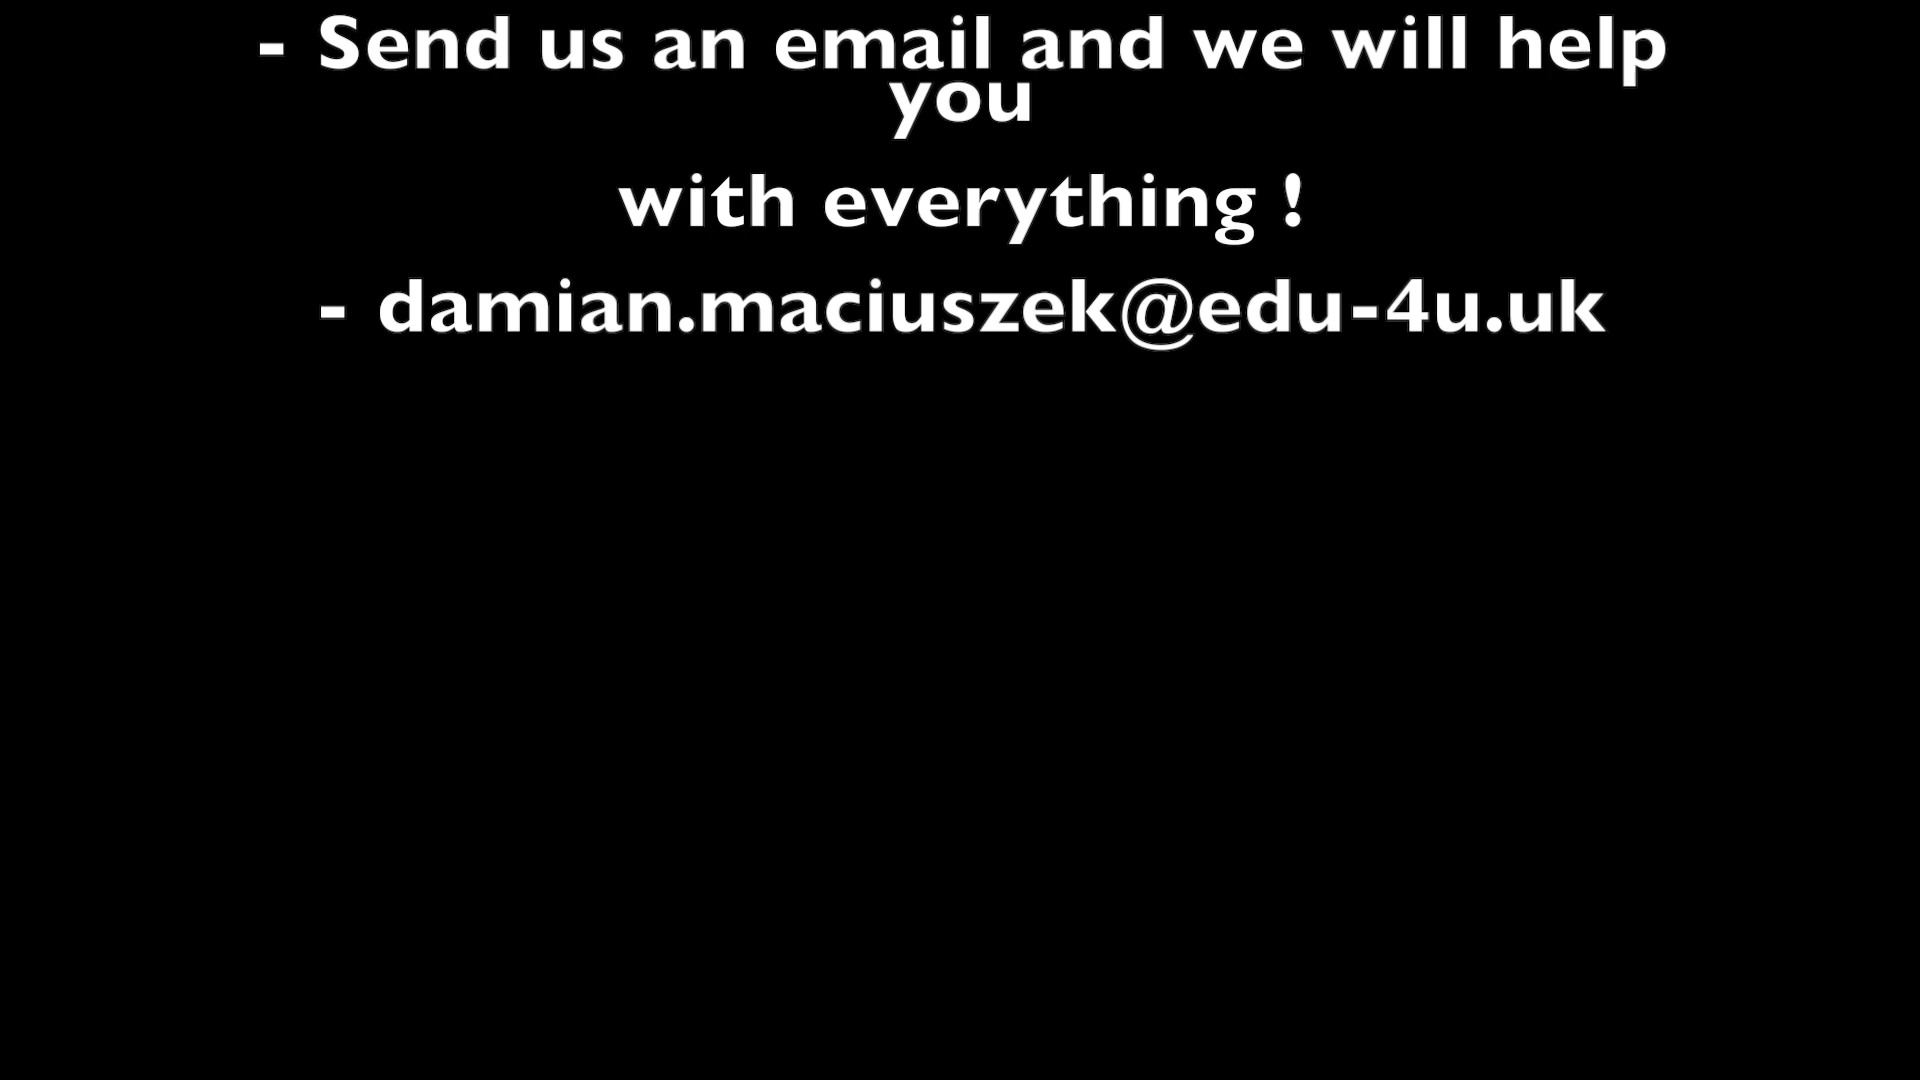 - Send us an email and we will help
you
with everything !
- damian.maciuszek@edu-4u.uk